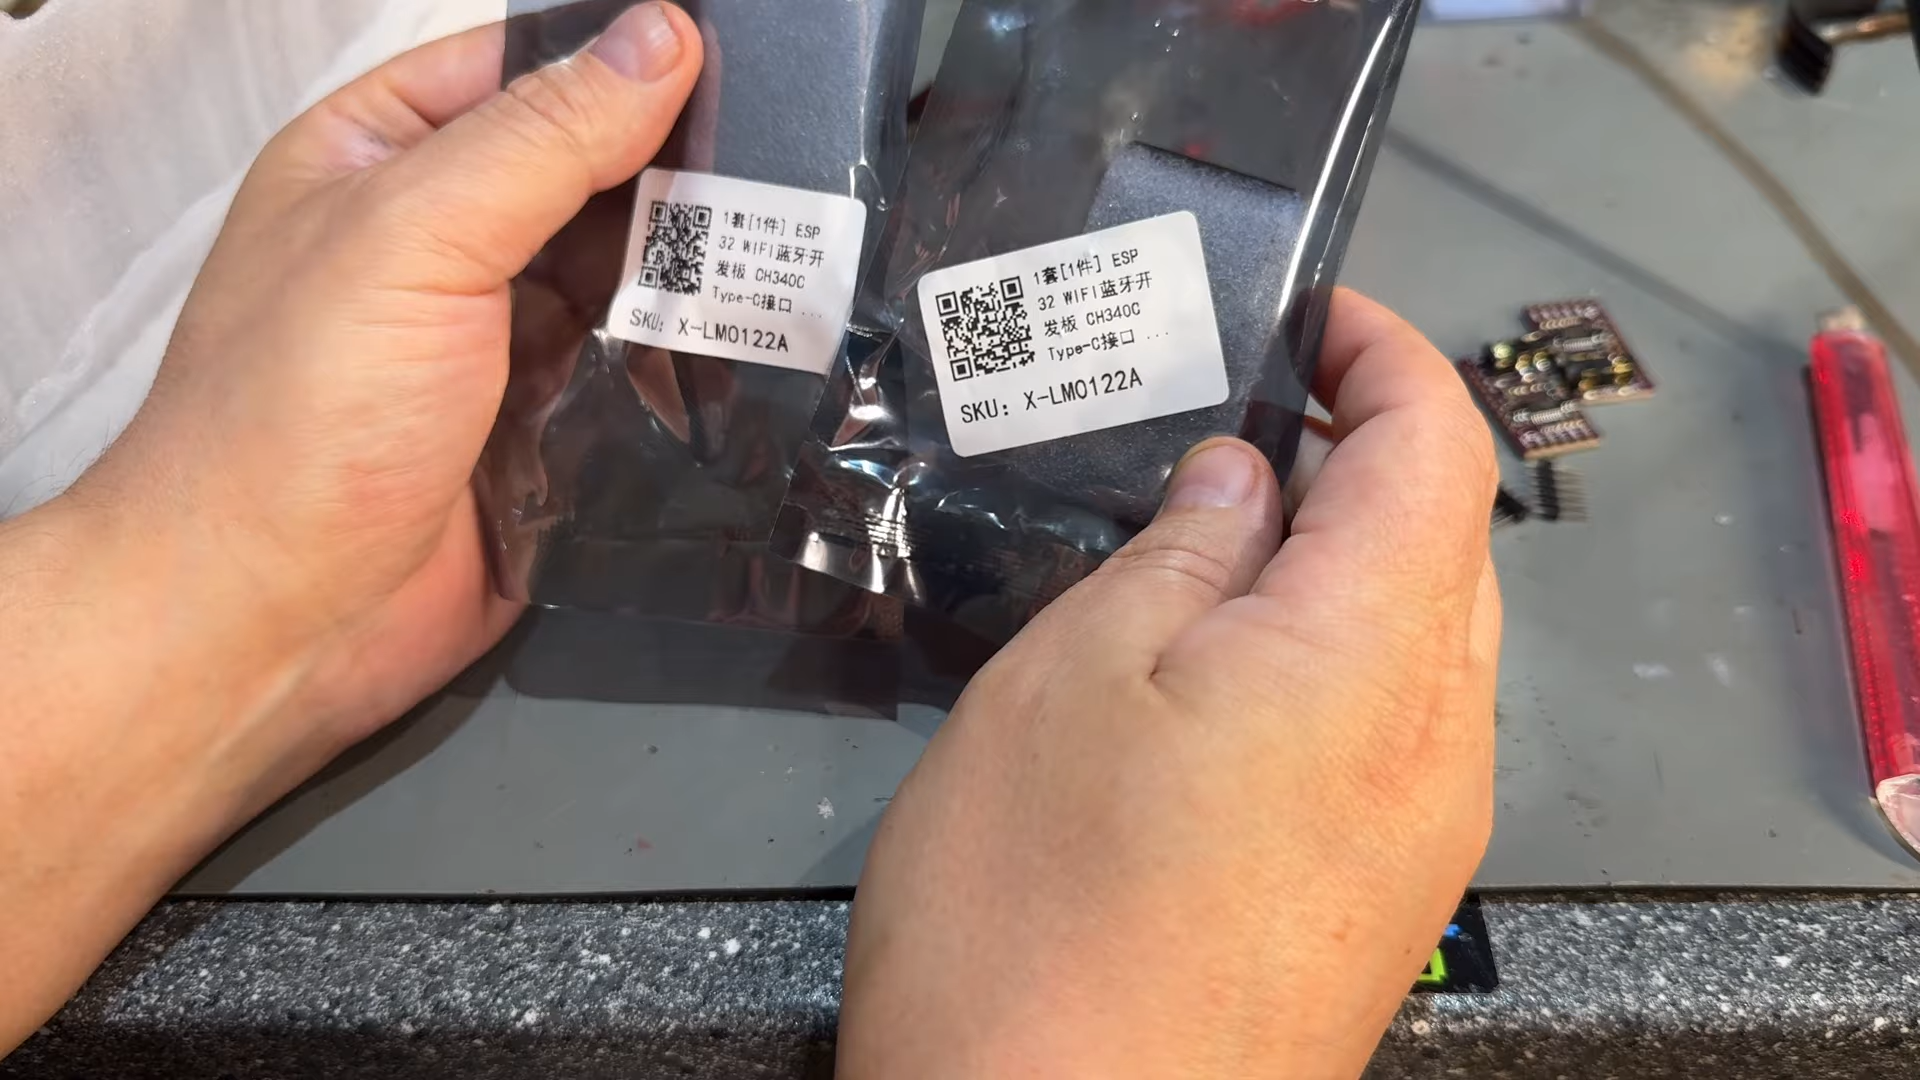 1套[1件] ESP
32 WIFI蓝牙开
发板 CH340C
Type-C接口 ...
SKU: X-LM0122A
1套[1件] ESP
32 WIFI蓝牙开
发板 CH340C
Type-C接口 ...
SKU: X-LM0122A